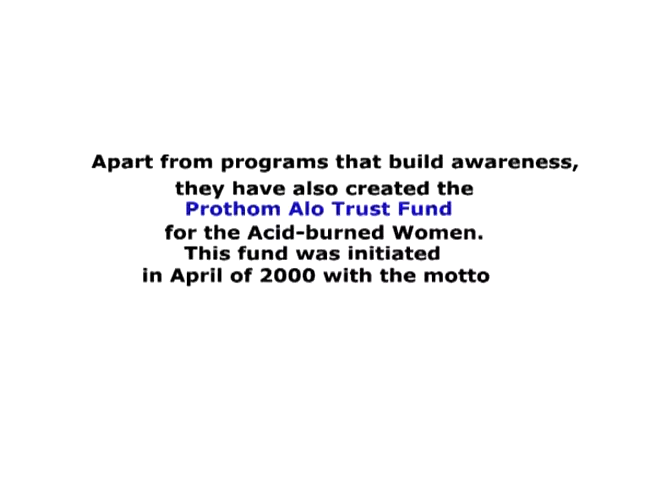 Apart from programs that build awareness,
they have also created the
Prothom Alo Trust Fund
for the Acid-burned Women.
This fund was initiated
in April of 2000 with the motto